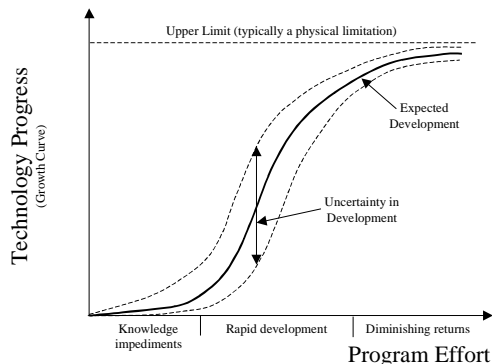 Upper Limit (typically a physical limitation)
Technology Progress
(Growth Curve)
Expected
Development
Uncertainty in
Development
Knowledge
impediments
Rapid development
Diminishing returns
Program Effort